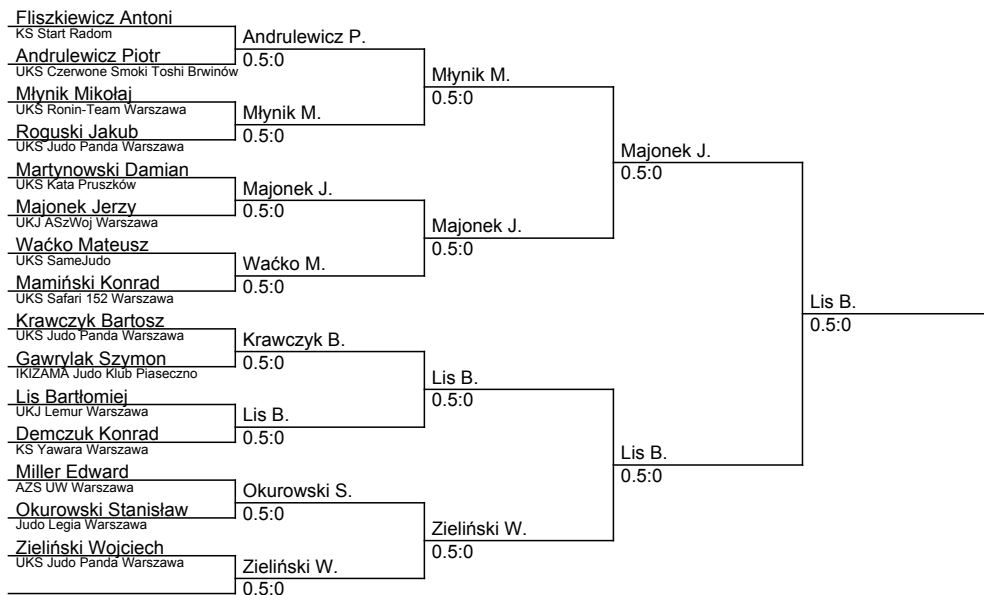 Fliszkiewicz Antoni
KS Start Radom
Andrulewicz Piotr
UKS Czerwone Smoki Toshi Brwinów
Młynik Mikołaj
UKS Ronin-Team Warszawa
Roguski Jakub
UKS Judo Panda Warszawa
Martynowski Damian
UKS Kata Pruszków
Majonek Jerzy
UKJ ASzWoj Warszawa
Waćko Mateusz
UKS SameJudo
Mamiński Konrad
UKS Safari 152 Warszawa
Krawczyk Bartosz
UKS Judo Panda Warszawa
Gawrylak Szymon
IKIZAMA Judo Klub Piaseczno
Lis Bartłomiej
UKJ Lemur Warszawa
Demczuk Konrad
KS Yawara Warszawa
Miller Edward
AZS UW Warszawa
Okurowski Stanisław
Judo Legia Warszawa
Zieliński Wojciech
UKS Judo Panda Warszawa
Andrulewicz P.
0.5:0
Młynik M.
0.5:0
Majonek J.
0.5:0
Waćko M.
0.5:0
Krawczyk B.
0.5:0
Lis B.
0.5:0
Okurowski S.
0.5:0
Zieliński W.
0.5:0
Młynik M.
0.5:0
Majonek J.
0.5:0
Lis B.
0.5:0
Zieliński W.
0.5:0
Majonek J.
0.5:0
Lis B.
0.5:0
Lis B.
0.5:0